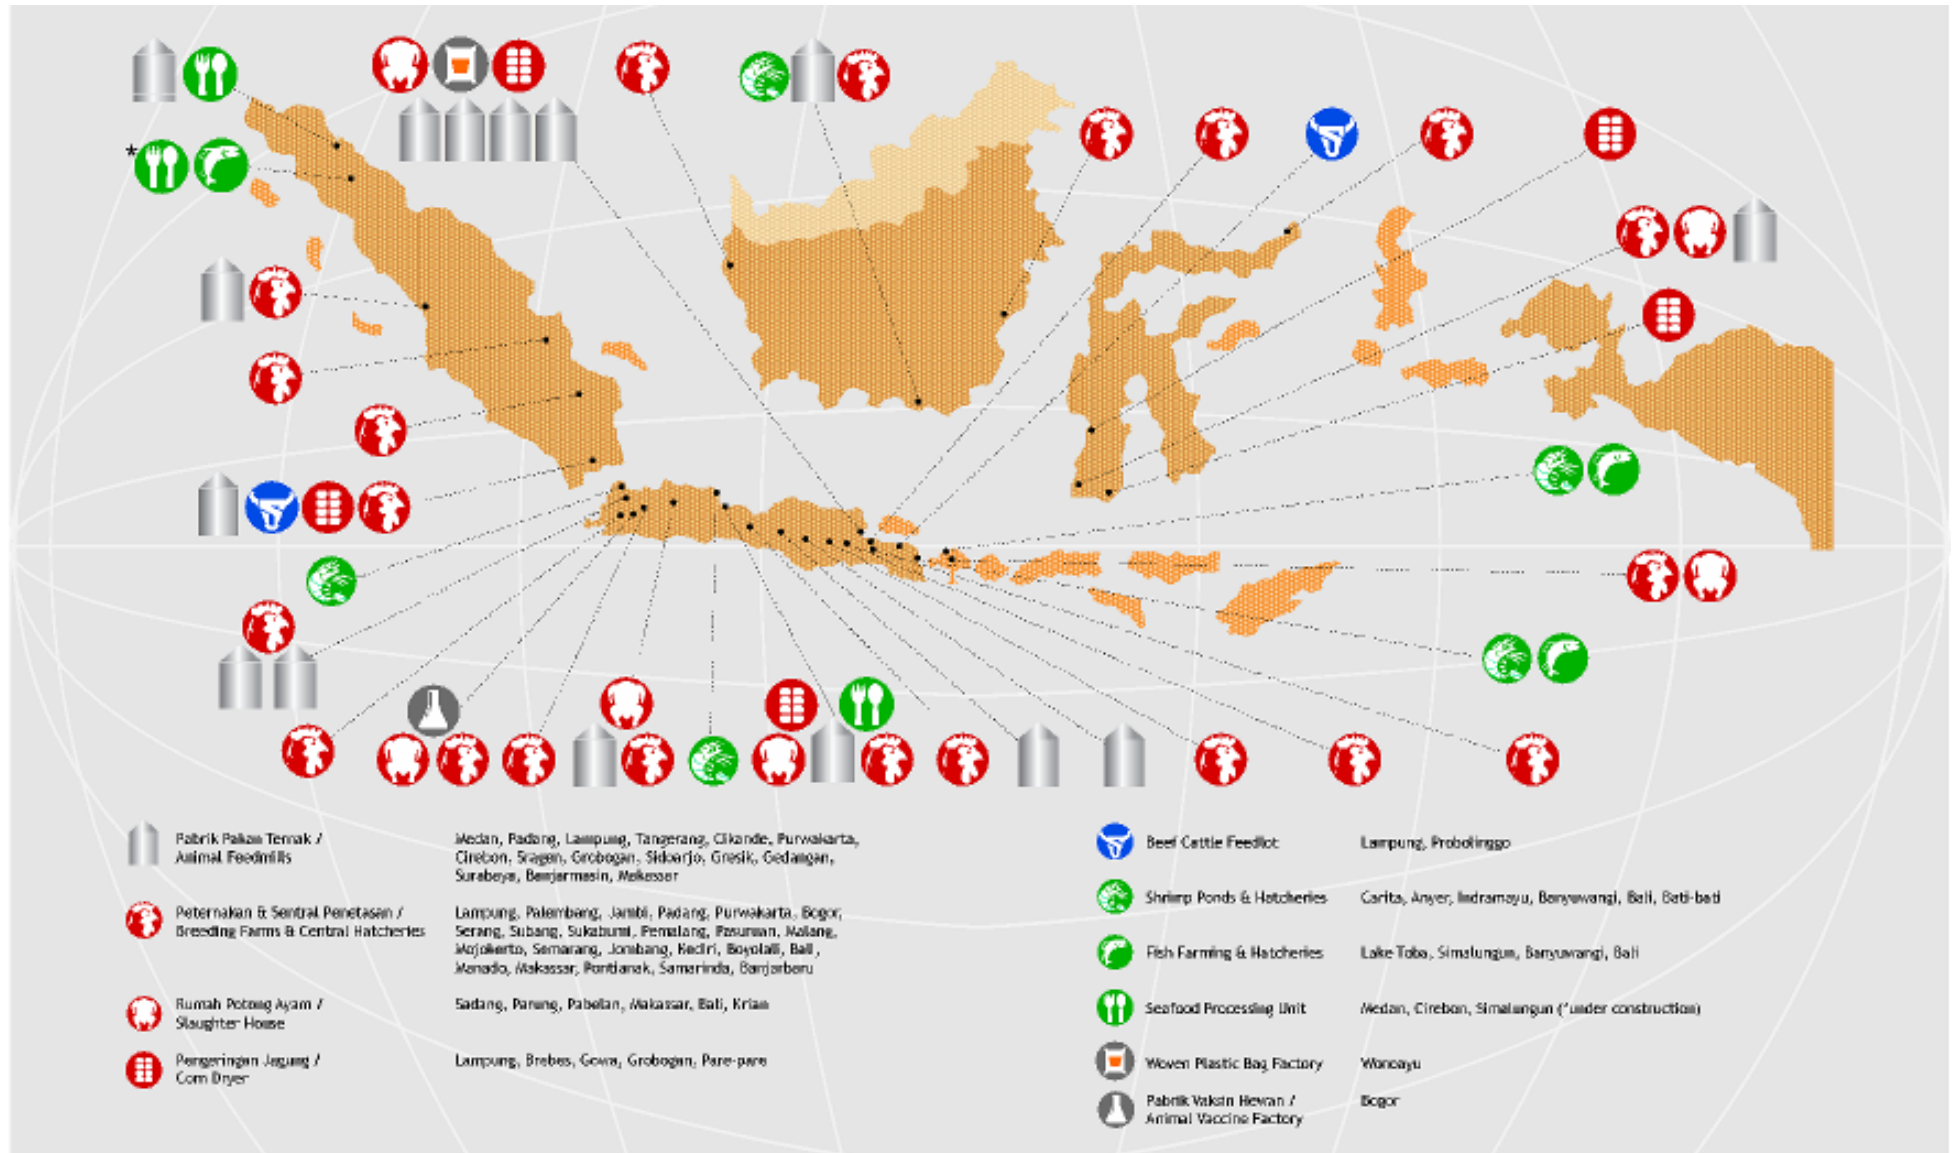 *
Pabrik Pakan Ternak /
Animal Feedmills
Medan, Padang, Lampung, Tangerang, Cikande, Purwakarta,
Cirebon, Sragen, Grobogan, Sidoarjo, Gresik, Gedangan,
Surabaya, Banjarmasin, Makassar
Peternakan & Sentral Penetasan /
Breeding Farms & Central Hatcheries
Lampung, Palembang, Jambi, Padang, Purwakarta, Bogor,
Serang, Subang, Sukabumi, Pemalang, Pasuruan, Malang,
Mojokerto, Semarang, Jombang, Kediri, Boyolali, Bali,
Manado, Makassar, Pontianak, Samarinda, Banjarbaru
Rumah Potong Ayam /
Slaughter House
Sadang, Parung, Pabelan, Makassar, Bali, Krian
Pengeringan Jagung /
Corn Dryer
Lampung, Brebes, Gowa, Grobogan, Pare-pare
Beef Cattle Feedlot
Lampung, Probolinggo
Shrimp Ponds & Hatcheries
Carita, Anyer, Indramayu, Banyuwangi, Bali, Bati-bati
Fish Farming & Hatcheries
Lake Toba, Simalungun, Banyuwangi, Bali
Seafood Processing Unit
Medan, Cirebon, Simalungun (*under construction)
Woven Plastic Bag Factory
Wonoayu
Pabrik Vaksin Hewan /
Animal Vaccine Factory
Bogor